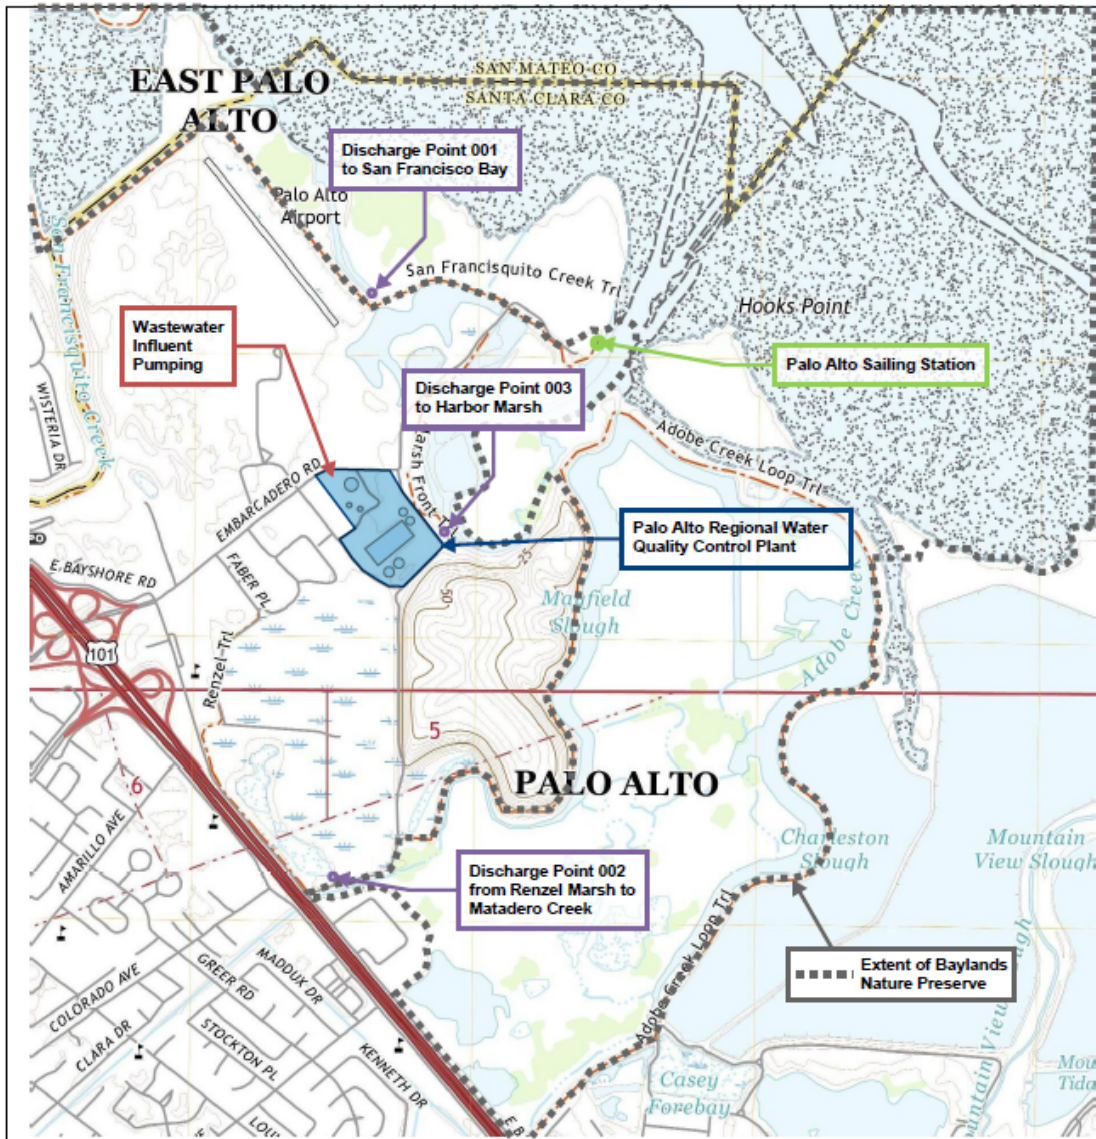 EAST PALO
ALTO
SAN MATEO CO
SANTA CLARA CO
Discharge Point 001
to San Francisco Bay
Palo Alto
Airport
San Francisquito Creek
San Francisquito Creek Trl
Hooks Point
Wastewater
Influent
Pumping
Palo Alto Sailing Station
Discharge Point 003
to Harbor Marsh
WISTERIA DR
Marsh Front Trl
Adobe Creek Loop Trl
EMBARCADERO RD
Palo Alto Regional Water
Quality Control Plant
E BAYSHORE RD
FABER PL
25
50
Mayfield
Slough
Adobe Creek
101
Renzel Trl
5
6
PALO ALTO
AMARILLO AVE
Charleston
Slough
Mountain
View Slough
Discharge Point 002
from Renzel Marsh to
Matadero Creek
Adobe Creek Loop Trl
Extent of Baylands
Nature Preserve
COLORADO AVE
GREER RD
MADDUX DR
CLARA DR
STOCKTON PL
KENNETH DR
Casey
Forebay